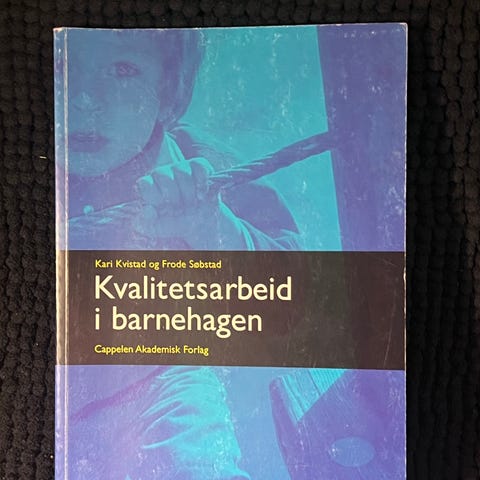 Kari Kvistad og Frode Søbstad
Kvalitetsarbeid
i barnehagen
Cappelen Akademisk Forlag